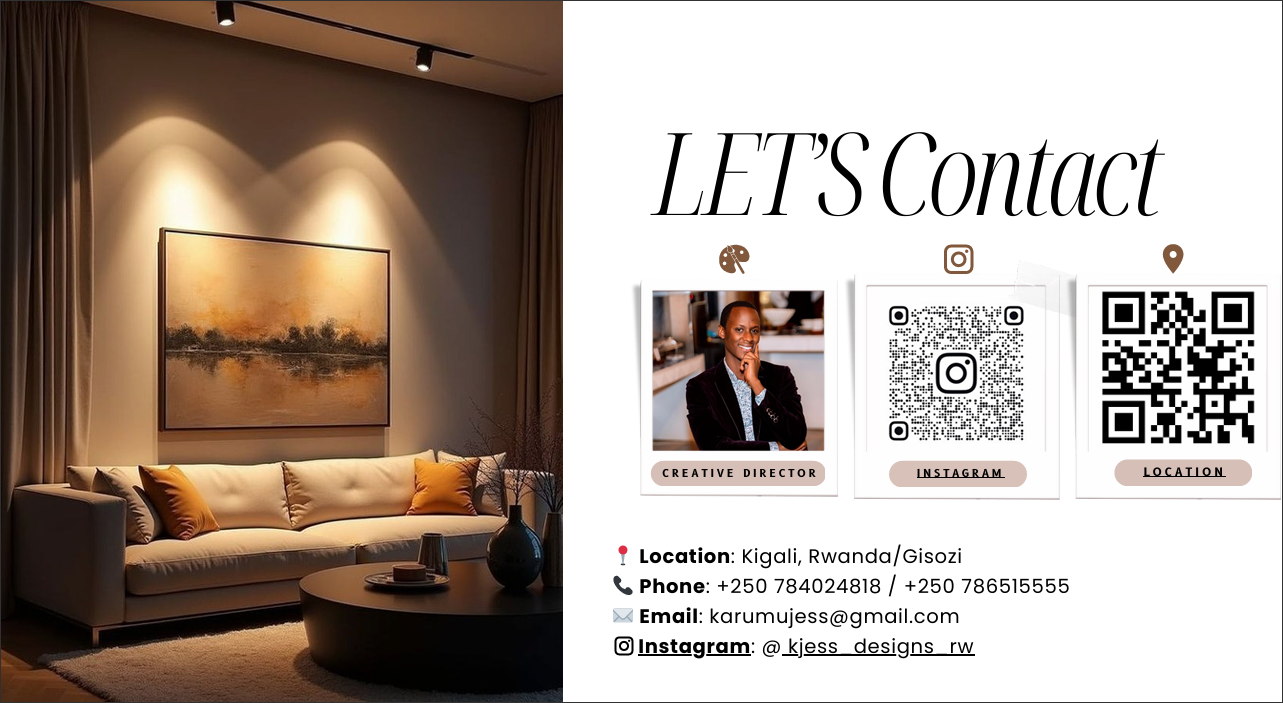 LET'S Contact
CREATIVE DIRECTOR
INSTAGRAM
LOCATION
Location: Kigali, Rwanda/Gisozi
Phone: +250 784024818 / +250 786515555
Email: karumujess@gmail.com
Instagram: @ kjess_designs_rw